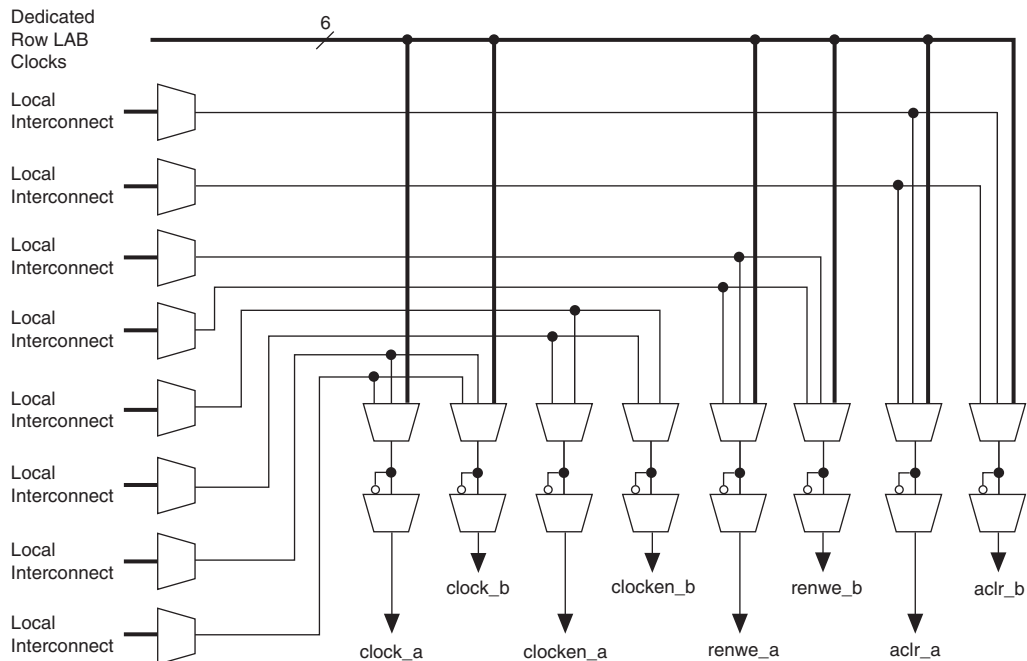 Dedicated
Row LAB
Clocks
6
Local
Interconnect
Local
Interconnect
Local
Interconnect
Local
Interconnect
Local
Interconnect
Local
Interconnect
Local
Interconnect
Local
Interconnect
clock_b
clocken_b
renwe_b
aclr_b
clock_a
clocken_a
renwe_a
aclr_a